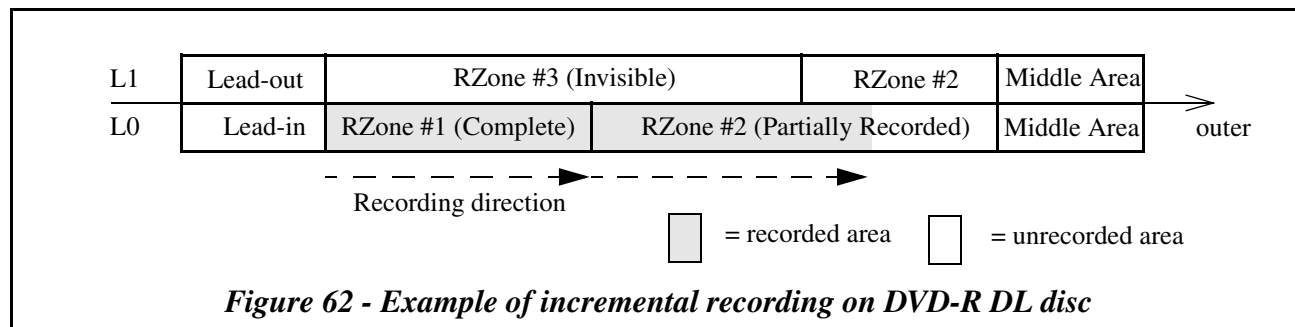 L1 Lead-out RZone #3 (Invisible) RZone #2 Middle Area
L0 Lead-in RZone #1 (Complete) RZone #2 (Partially Recorded) Middle Area outer
Recording direction
= recorded area = unrecorded area
Figure 62 - Example of incremental recording on DVD-R DL disc